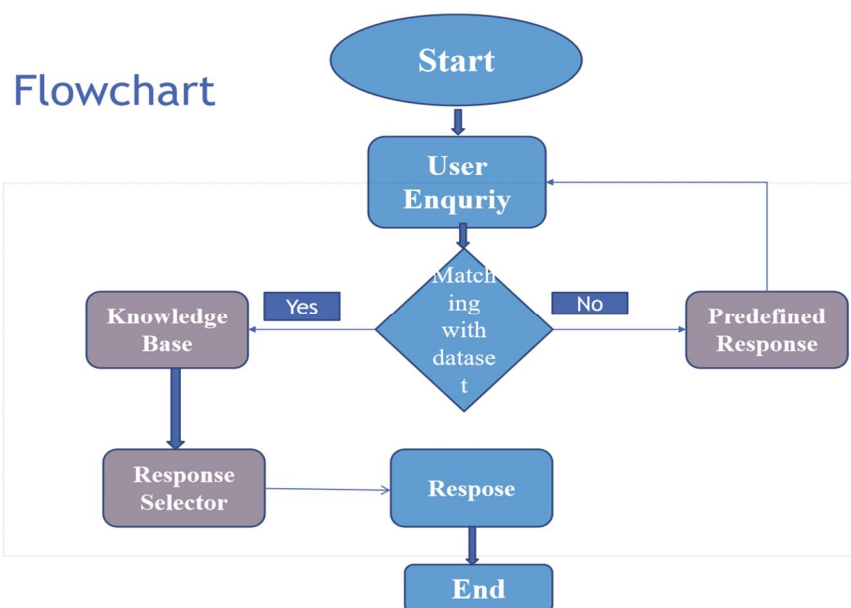 Flowchart
Start
User
Enquriy
Match
ing
with
datase
t
Yes
No
Knowledge
Base
Predefined
Response
Response
Selector
Respose
End